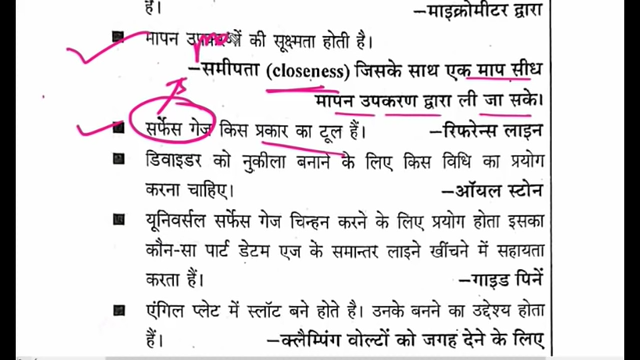 हैं। –माइक्रोमीटर द्वारा
■ मापन उपकरणों की सूक्ष्मता होती है।
–समीपता (closeness) जिसके साथ एक माप सीध
मापन उपकरण द्वारा ली जा सके।
■ सर्फेस गेज किस प्रकार का टूल हैं। –रिफरेन्स लाइन
■ डिवाइडर को नुकीला बनाने के लिए किस विधि का प्रयोग
करना चाहिए। –ऑयल स्टोन
■ यूनिवर्सल सर्फेस गेज चिन्हन करने के लिए प्रयोग होता इसका
कौन-सा पार्ट डेटम एज के समान्तर लाइने खींचने में सहायता
करता हैं। –गाइड पिनें
■ एंगिल प्लेट में स्लॉट बने होते है। उनके बनने का उद्देश्य होता
हैं। –क्लैम्पिंग वोल्टों को जगह देने के लिए